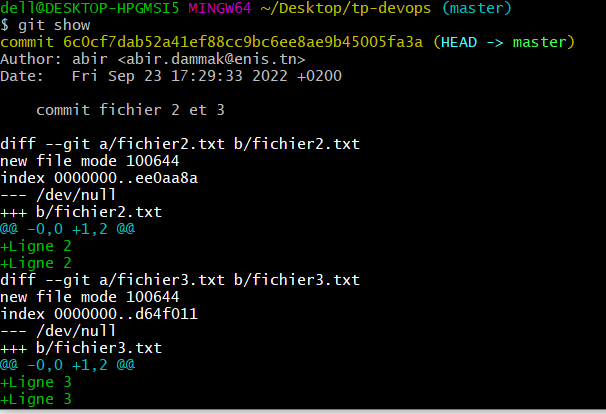 dell@DESKTOP-HPGMSI5 MINGW64 ~/Desktop/tp-devops (master)
$ git show
commit 6c0cf7dab52a41ef88cc9bc6ee8ae9b45005fa3a (HEAD -> master)
Author: abir <abir.dammak@enis.tn>
Date:   Fri Sep 23 17:29:33 2022 +0200

    commit fichier 2 et 3

diff --git a/fichier2.txt b/fichier2.txt
new file mode 100644
index 0000000..ee0aa8a
--- /dev/null
+++ b/fichier2.txt
@@ -0,0 +1,2 @@
+Ligne 2
+Ligne 2
diff --git a/fichier3.txt b/fichier3.txt
new file mode 100644
index 0000000..d64f011
--- /dev/null
+++ b/fichier3.txt
@@ -0,0 +1,2 @@
+Ligne 3
+Ligne 3